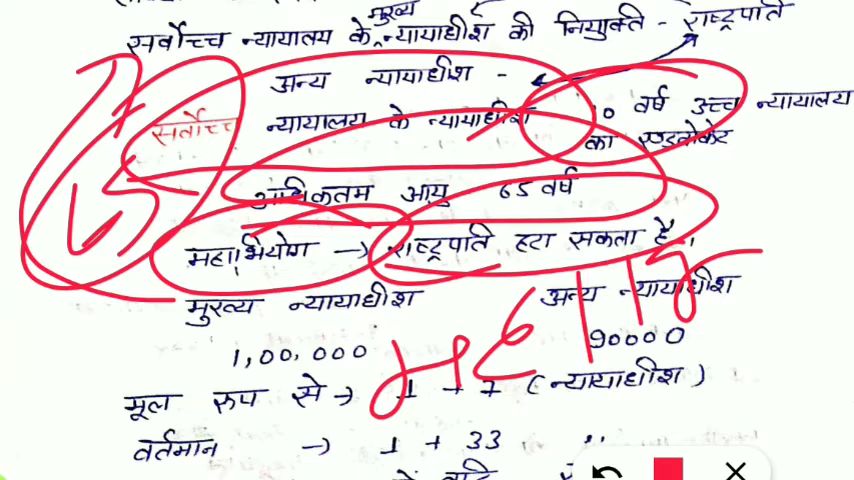 सर्वोच्च न्यायालय के मुख्य न्यायाधीश की नियुक्ति - राष्ट्रपति
अन्य न्यायाधीश -
सर्वोच्च न्यायालय के न्यायाधीश 10 वर्ष उच्च न्यायालय
का एडवोकेट
अधिकतम आयु 65 वर्ष
महाभियोग → राष्ट्रपति हटा सकता है।
मुख्य न्यायाधीश अन्य न्यायाधीश
1,00,000 90000
मूल रुप से → 1 + 7 (न्यायाधीश)
वर्तमान → 1 + 33 "